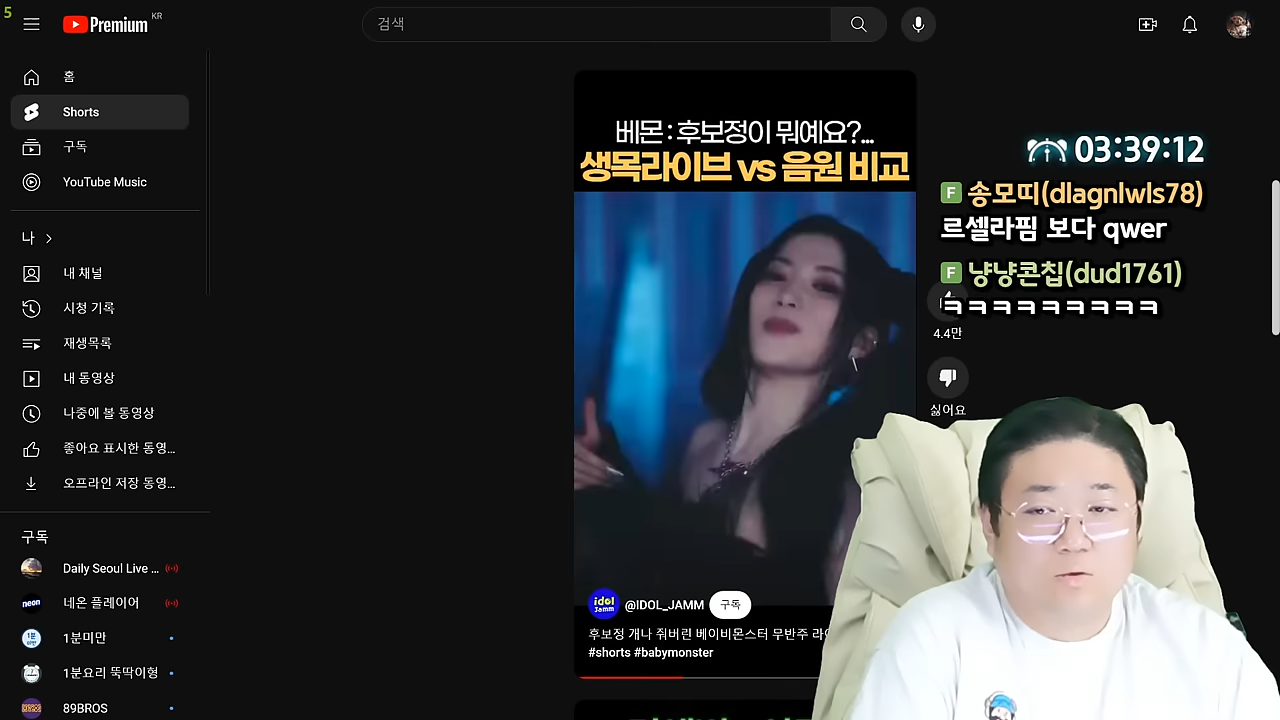 5
Premium KR
검색
홈
Shorts
구독
YouTube Music
나
내 채널
시청 기록
재생목록
내 동영상
나중에 볼 동영상
좋아요 표시한 동영...
오프라인 저장 동영...
구독
Daily Seoul Live ...
neon 네온 플레이어
1분미만
1분요리 뚝딱이형
89BROS
베몬 : 후보정이 뭐예요?...
생목라이브 vs 음원 비교
idol Jamm @IDOL_JAMM 구독
후보정 개나 줘버린 베이비몬스터 무반주 라
#shorts #babymonster
03:39:12
F 송모띠(dlagnlwls78)
르셀라핌 보다 qwer
F 냥냥콘칩(dud1761)
ㅋㅋㅋㅋㅋㅋㅋㅋㅋ
4.4만
싫어요